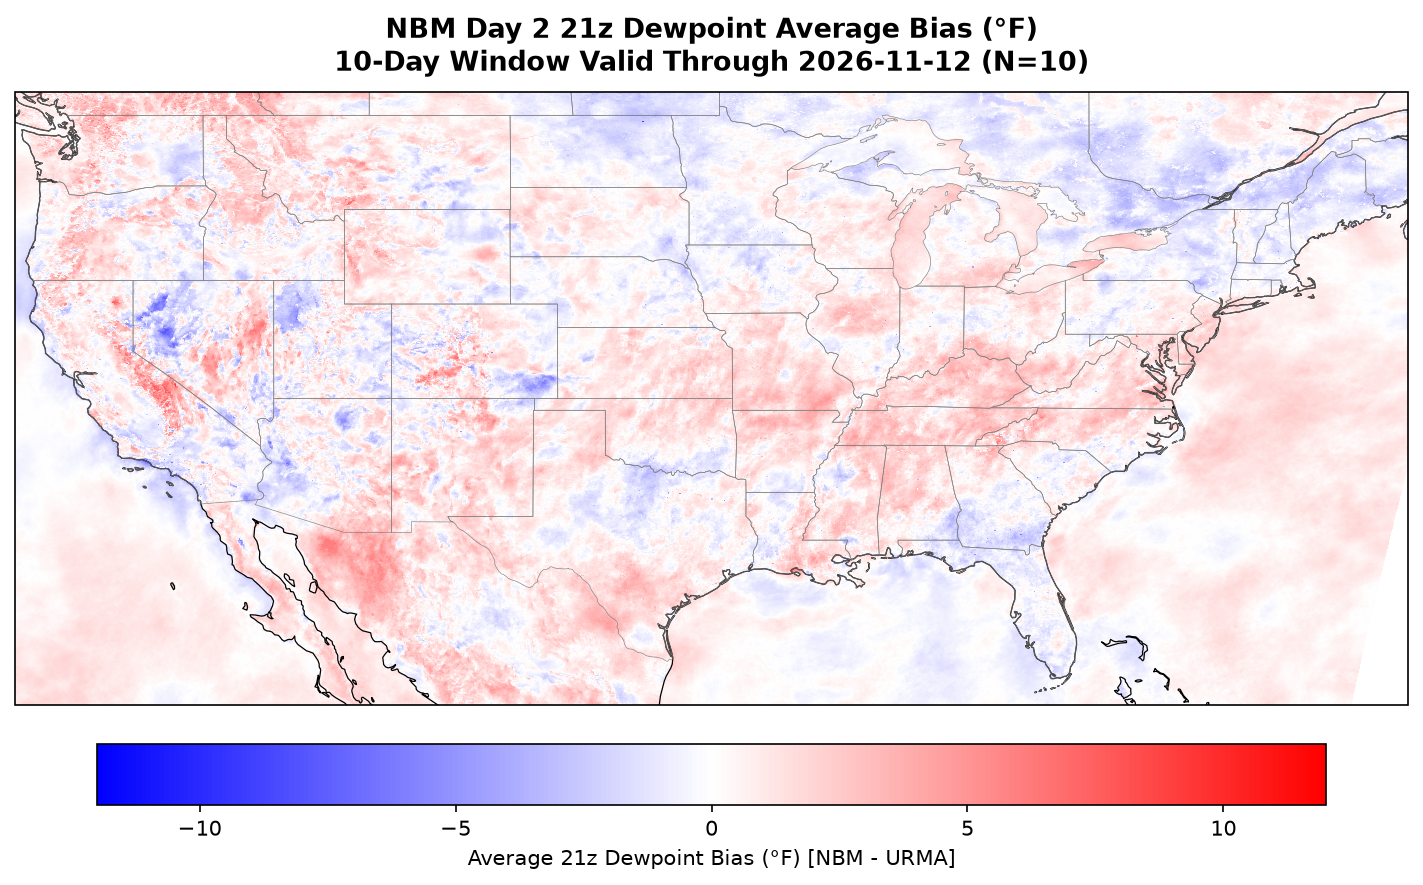 NBM Day 2 21z Dewpoint Average Bias (°F)
10-Day Window Valid Through 2026-11-12 (N=10)
−10 −5 0 5 10
Average 21z Dewpoint Bias (°F) [NBM - URMA]